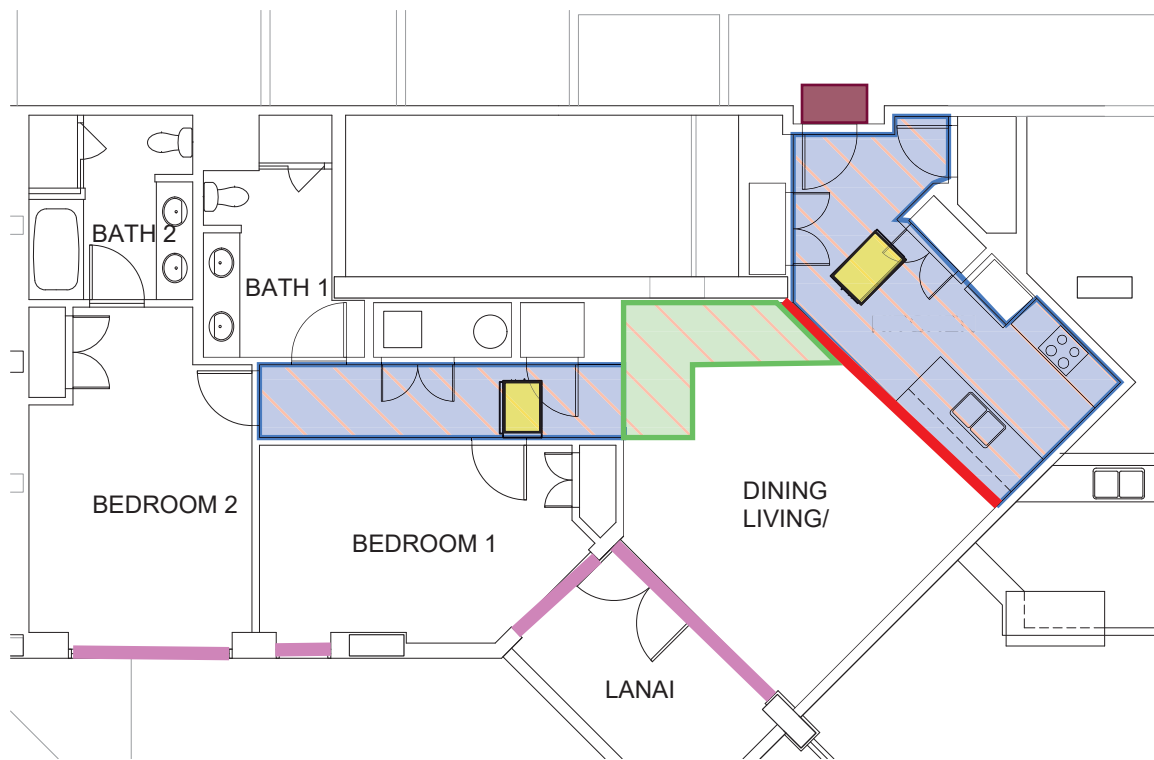 BATH 2
BATH 1
BEDROOM 2
BEDROOM 1
DINING
LIVING/
LANAI